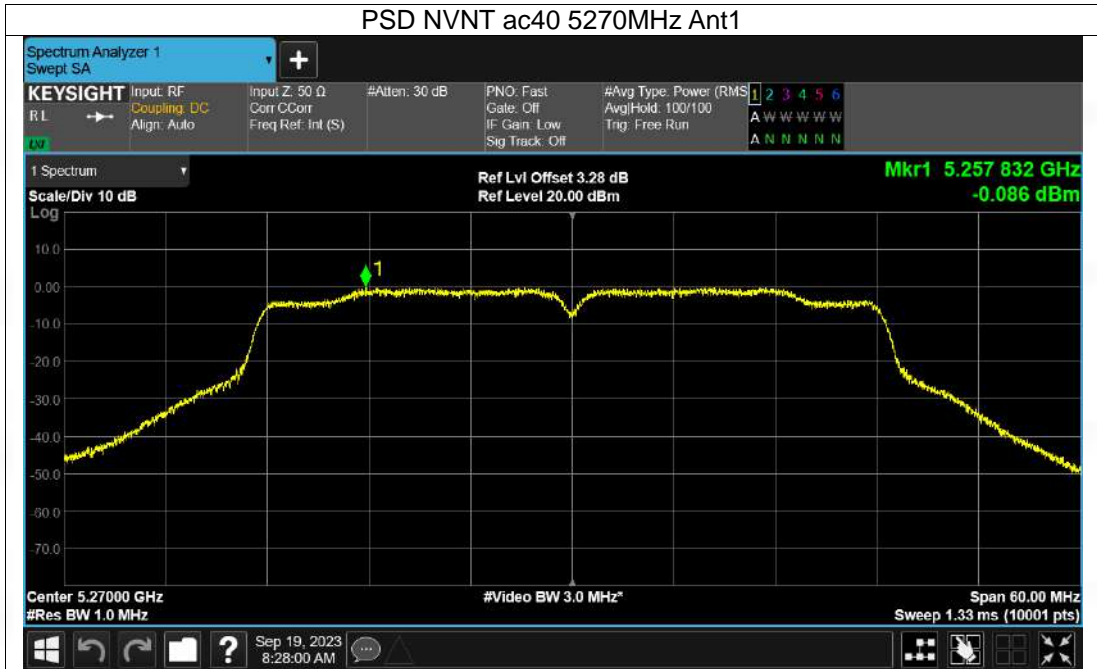 PSD NVNT ac40 5270MHz Ant1
Spectrum Analyzer 1
Swept SA
+
KEYSIGHT
RL
LXI
Input: RF
Coupling: DC
Align: Auto
Input Z: 50 Ω
Corr CCorr
Freq Ref: Int (S)
#Atten: 30 dB
PNO: Fast
Gate: Off
IF Gain: Low
Sig Track: Off
#Avg Type: Power (RMS
Avg|Hold: 100/100
Trig: Free Run
1 2 3 4 5 6
A W W W W W
A N N N N N
1 Spectrum
Scale/Div 10 dB
Log
Ref Lvl Offset 3.28 dB
Ref Level 20.00 dBm
Mkr1 5.257 832 GHz
-0.086 dBm
10.0
0.00
-10.0
-20.0
-30.0
-40.0
-50.0
-60.0
-70.0
1
Center 5.27000 GHz
#Res BW 1.0 MHz
#Video BW 3.0 MHz*
Span 60.00 MHz
Sweep 1.33 ms (10001 pts)
?
Sep 19, 2023
8:28:00 AM